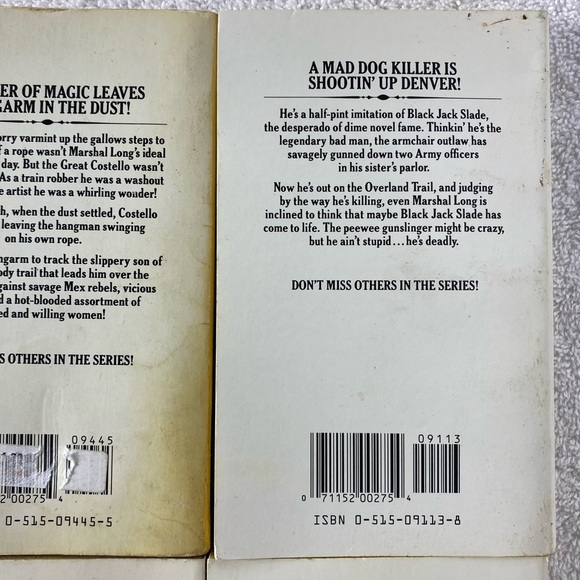 ER OF MAGIC LEAVES
GARM IN THE DUST!
orry varmint up the gallows steps to
f a rope wasn't Marshal Long's ideal
day. But the Great Costello wasn't
As a train robber he was a washout
e artist he was a whirling wonder!
h, when the dust settled, Costello
leaving the hangman swinging
on his own rope.
ngarm to track the slippery son of
ody trail that leads him over the
against savage Mex rebels, vicious
d a hot-blooded assortment of
ed and willing women!
S OTHERS IN THE SERIES!
09445
2 00275 4
0-515-09445-5
A MAD DOG KILLER IS
SHOOTIN' UP DENVER!
He's a half-pint imitation of Black Jack Slade,
the desperado of dime novel fame. Thinkin' he's the
legendary bad man, the armchair outlaw has
savagely gunned down two Army officers
in his sister's parlor.
Now he's out on the Overland Trail, and judging
by the way he's killing, even Marshal Long is
inclined to think that maybe Black Jack Slade has
come to life. The peewee gunslinger might be crazy,
but he ain't stupid...he's deadly.
DON'T MISS OTHERS IN THE SERIES!
09113
0 71152 00275 4
ISBN 0-515-09113-8